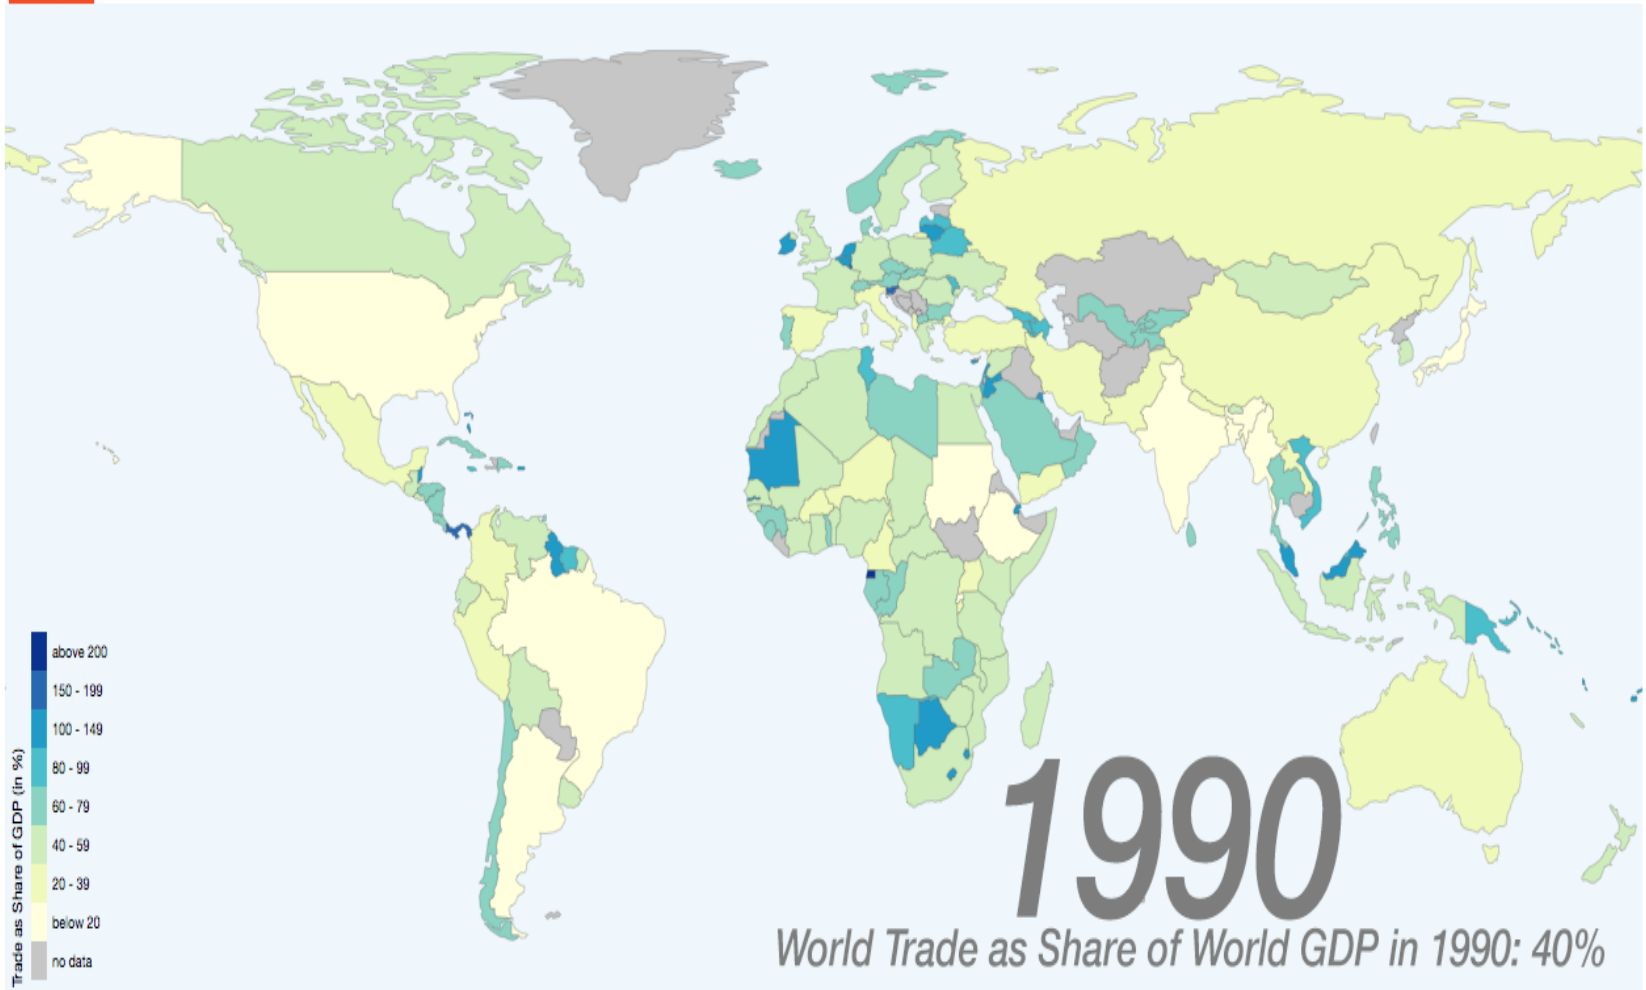 above 200
150 - 199
100 - 149
80 - 99
60 - 79
40 - 59
20 - 39
below 20
no data
Trade as Share of GDP (in %)
1990
World Trade as Share of World GDP in 1990: 40%